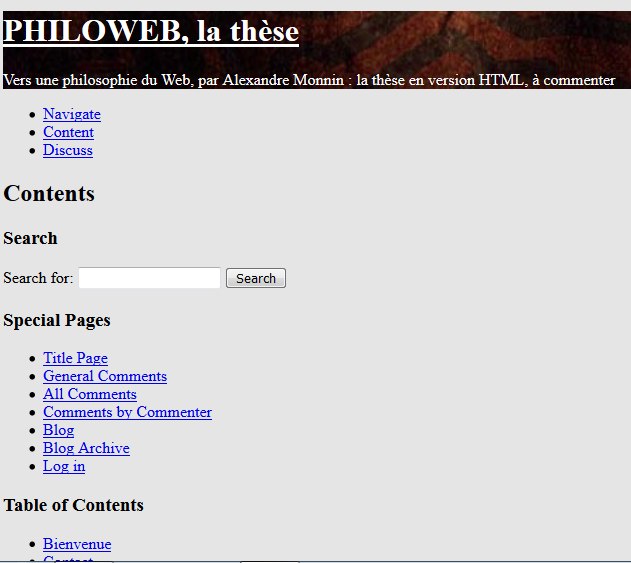 PHILOWEB, la thèse
Vers une philosophie du Web, par Alexandre Monnin : la thèse en version HTML, à commenter
Navigate
Content
Discuss
Contents
Search
Search for: Search
Special Pages
Title Page
General Comments
All Comments
Comments by Commenter
Blog
Blog Archive
Log in
Table of Contents
Bienvenue
Contact